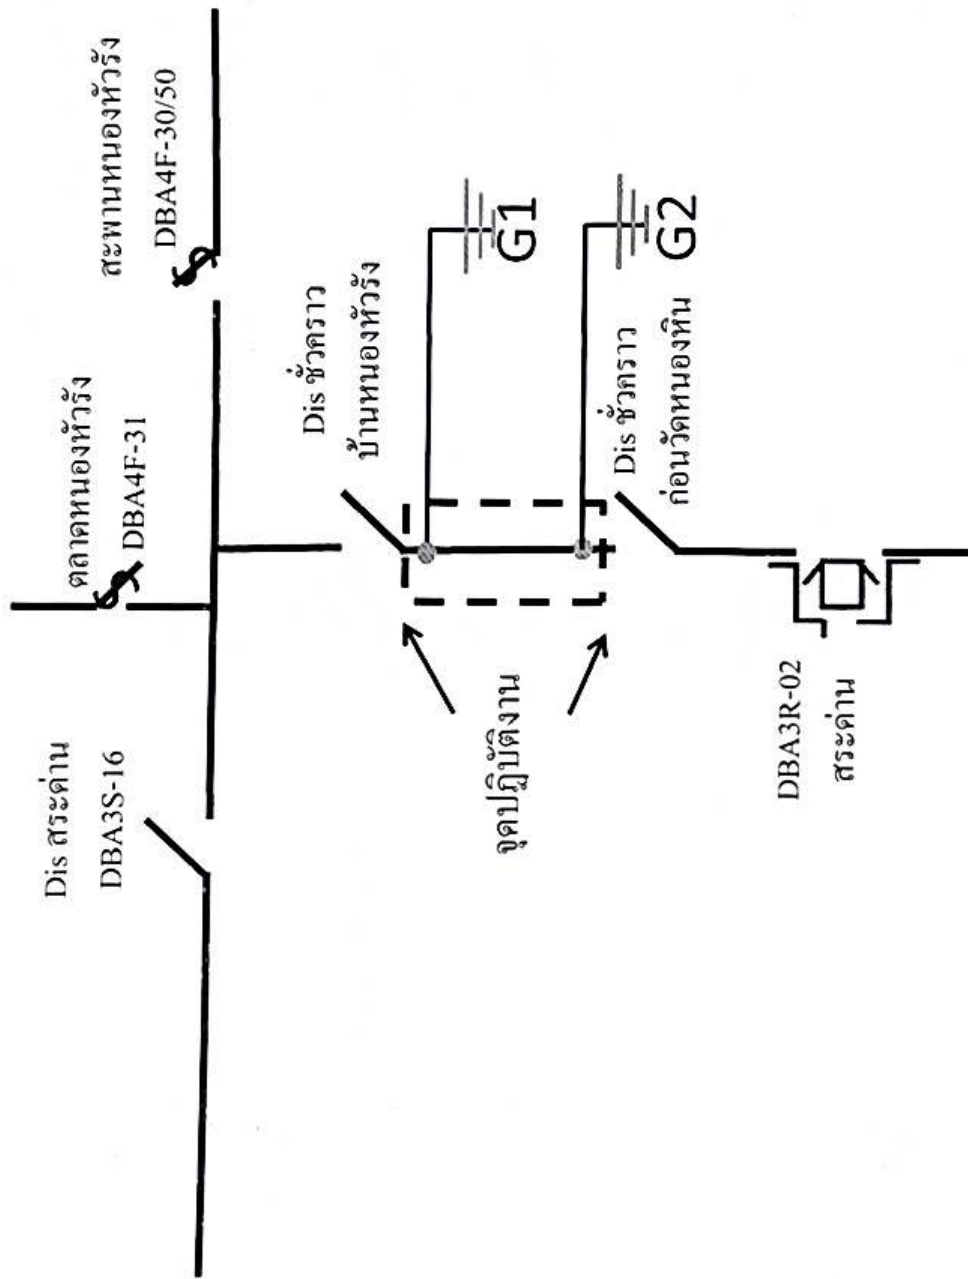 สะพานหนองหัวรัง
DBA4F-30/50
ตลาดหนองหัวรัง
DBA4F-31
Dis สระด่าน
DBA3S-16
Dis ชั่วคราว
บ้านหนองหัวรัง
G1
G2
Dis ชั่วคราว
ก่อนวัดหนองหิน
จุดปฏิบัติงาน
DBA3R-02
สระด่าน